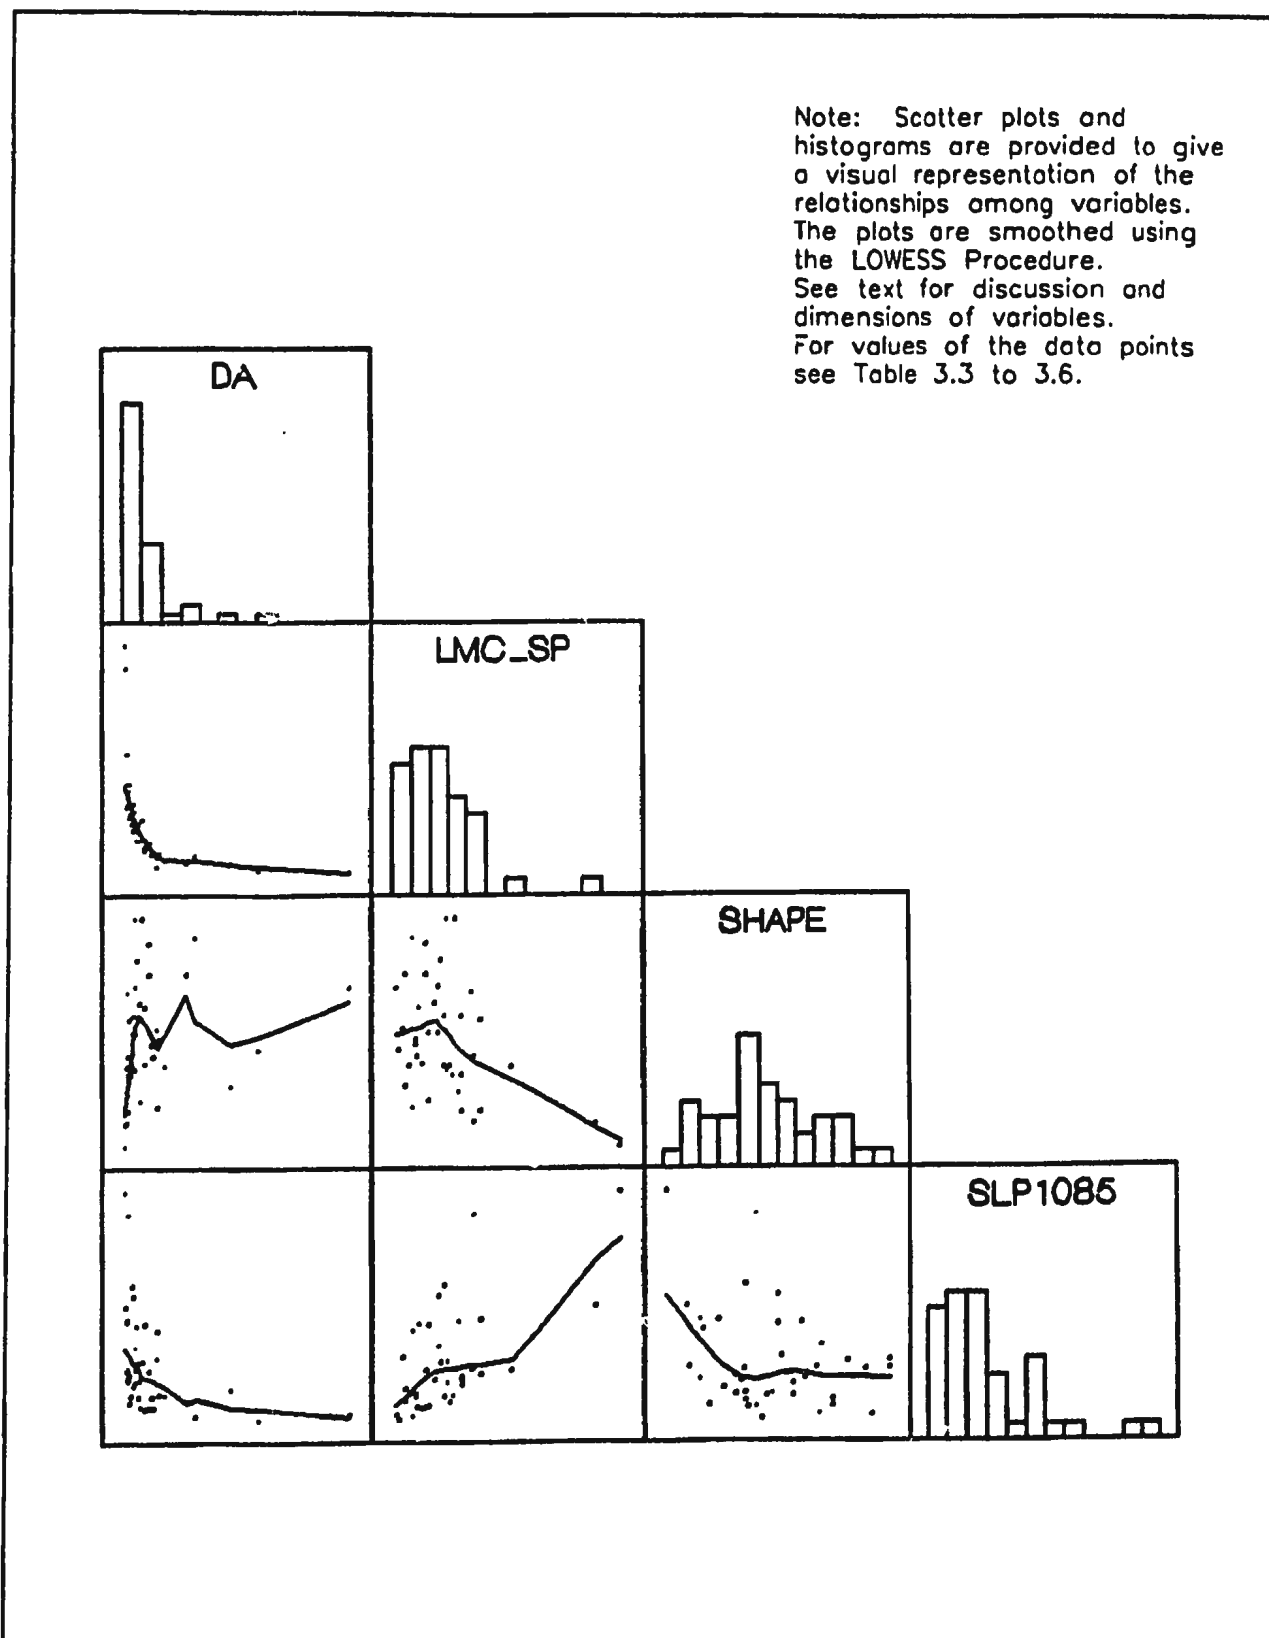 Note: Scatter plots and
histograms are provided to give
a visual representation of the
relationships among variables.
The plots are smoothed using
the LOWESS Procedure.
See text for discussion and
dimensions of variables.
For values of the data points
see Table 3.3 to 3.6.
DA
LMC_SP
SHAPE
SLP1085